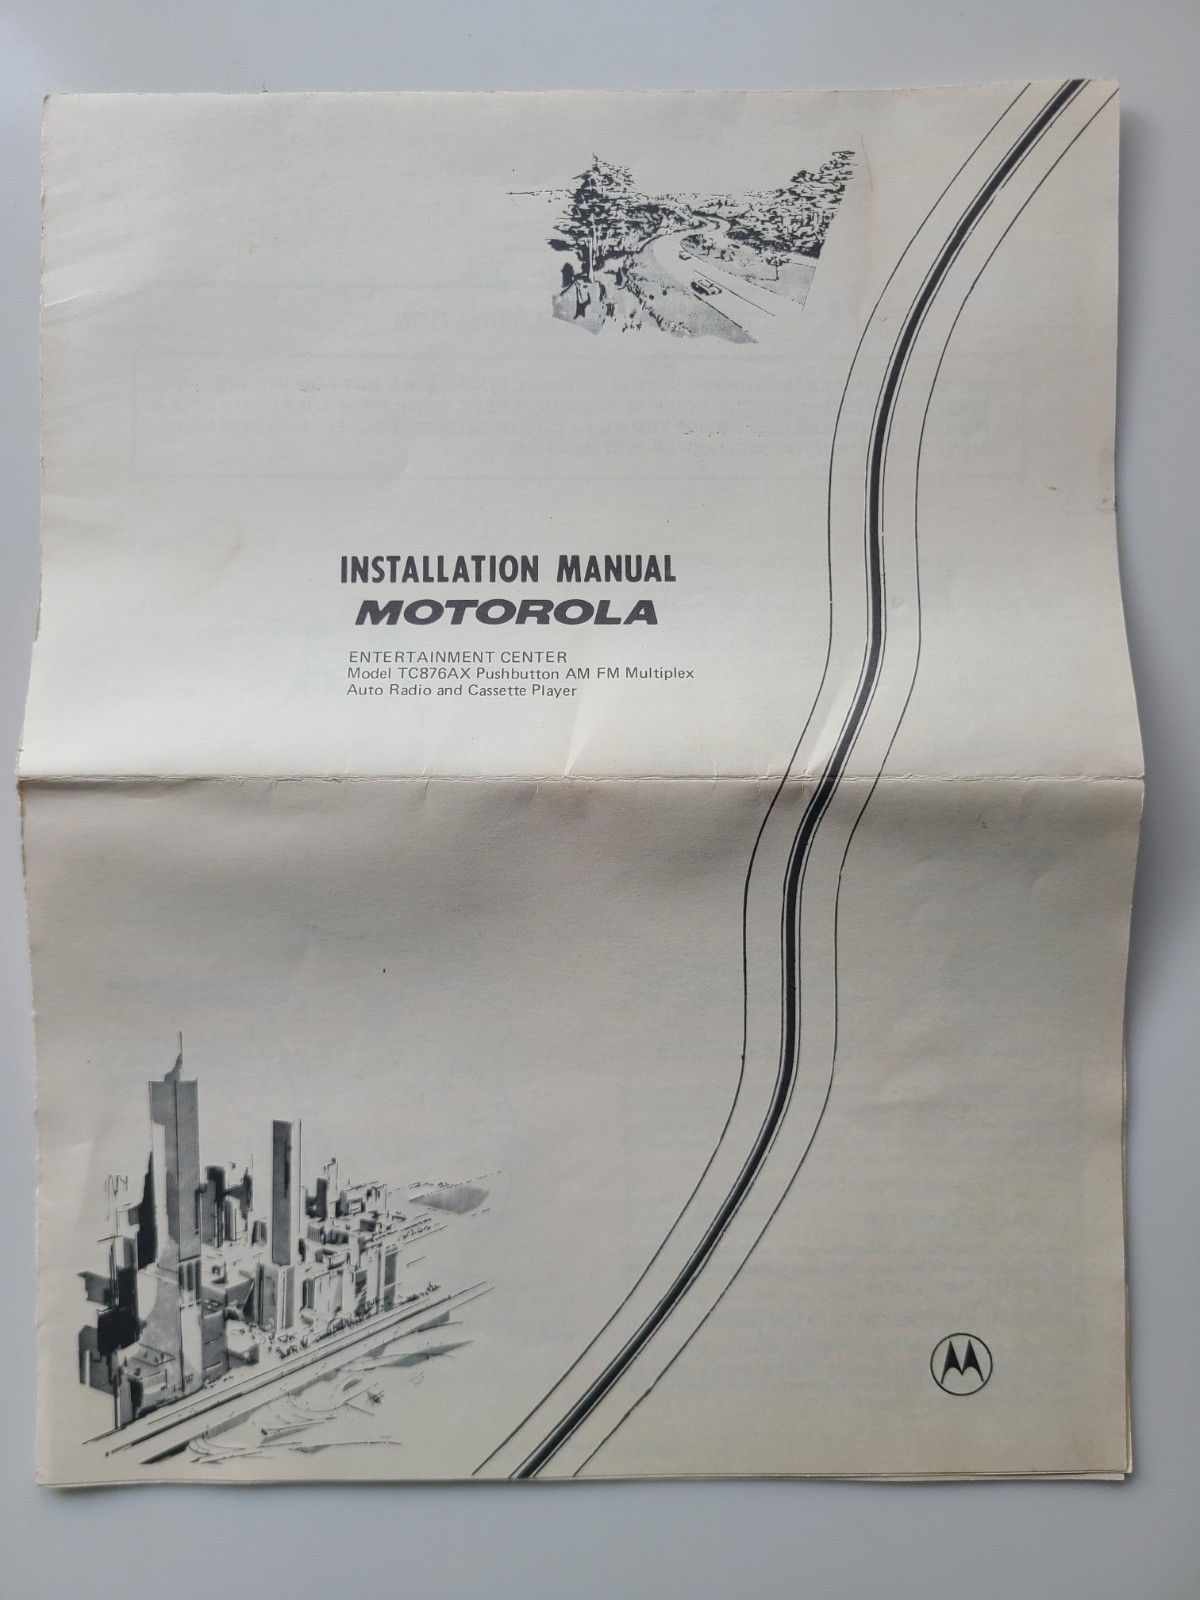 INSTALLATION MANUAL
MOTOROLA
ENTERTAINMENT CENTER
Model TC876AX Pushbutton AM FM Multiplex
Auto Radio and Cassette Player